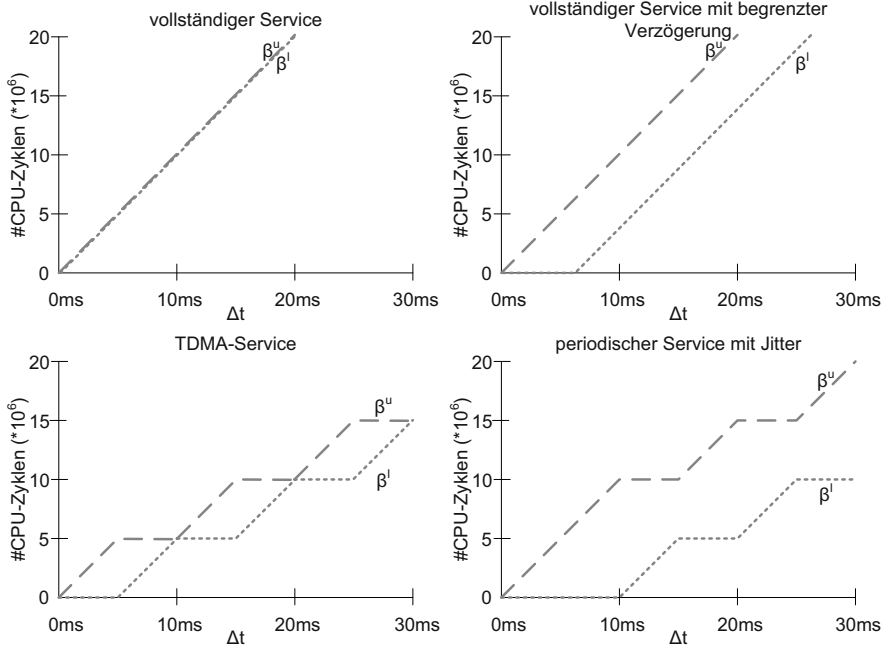 vollständiger Service
20
15
10
5
0
#CPU-Zyklen (*10⁶)
βᵘ
βˡ
0ms
10ms
20ms
30ms
Δt
vollständiger Service mit begrenzter
Verzögerung
20
15
10
5
0
#CPU-Zyklen (*10⁶)
βᵘ
βˡ
0ms
10ms
20ms
30ms
Δt
TDMA-Service
20
15
10
5
0
#CPU-Zyklen (*10⁶)
βᵘ
βˡ
0ms
10ms
20ms
30ms
Δt
periodischer Service mit Jitter
20
15
10
5
0
#CPU-Zyklen (*10⁶)
βᵘ
βˡ
0ms
10ms
20ms
30ms
Δt